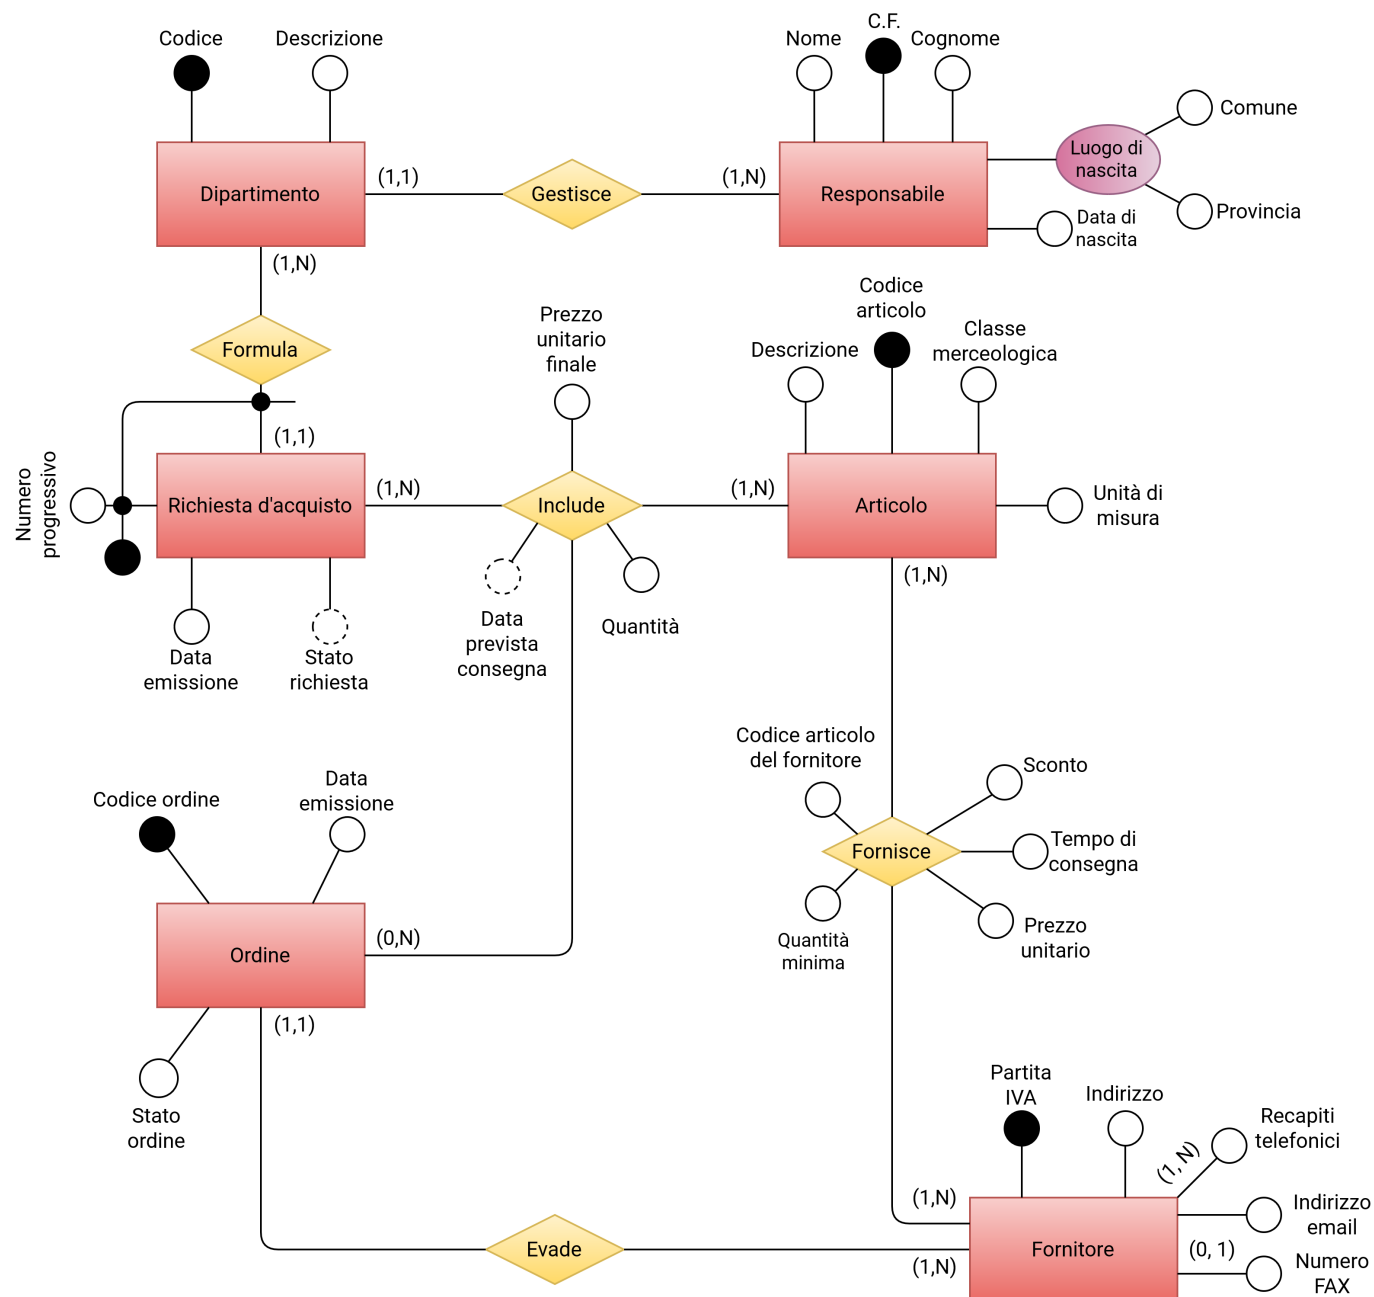 C.F.
Codice
Descrizione
Nome
Cognome
Comune
Luogo di
nascita
Dipartimento
(1,1)
Gestisce
(1,N)
Responsabile
Provincia
Data di
nascita
(1,N)
Codice
articolo
Prezzo
unitario
finale
Classe
merceologica
Formula
Descrizione
(1,1)
Numero
progressivo
Richiesta d'acquisto
(1,N)
Include
(1,N)
Articolo
Unità di
misura
(1,N)
Data
prevista
consegna
Quantità
Data
emissione
Stato
richiesta
Codice articolo
del fornitore
Sconto
Data
emissione
Codice ordine
Fornisce
Tempo di
consegna
Prezzo
unitario
Quantità
minima
(0,N)
Ordine
(1,1)
Stato
ordine
Partita
IVA
Indirizzo
Recapiti
telefonici
(1, N)
(1,N)
Indirizzo
email
Evade
(1,N)
Fornitore
(0, 1)
Numero
FAX